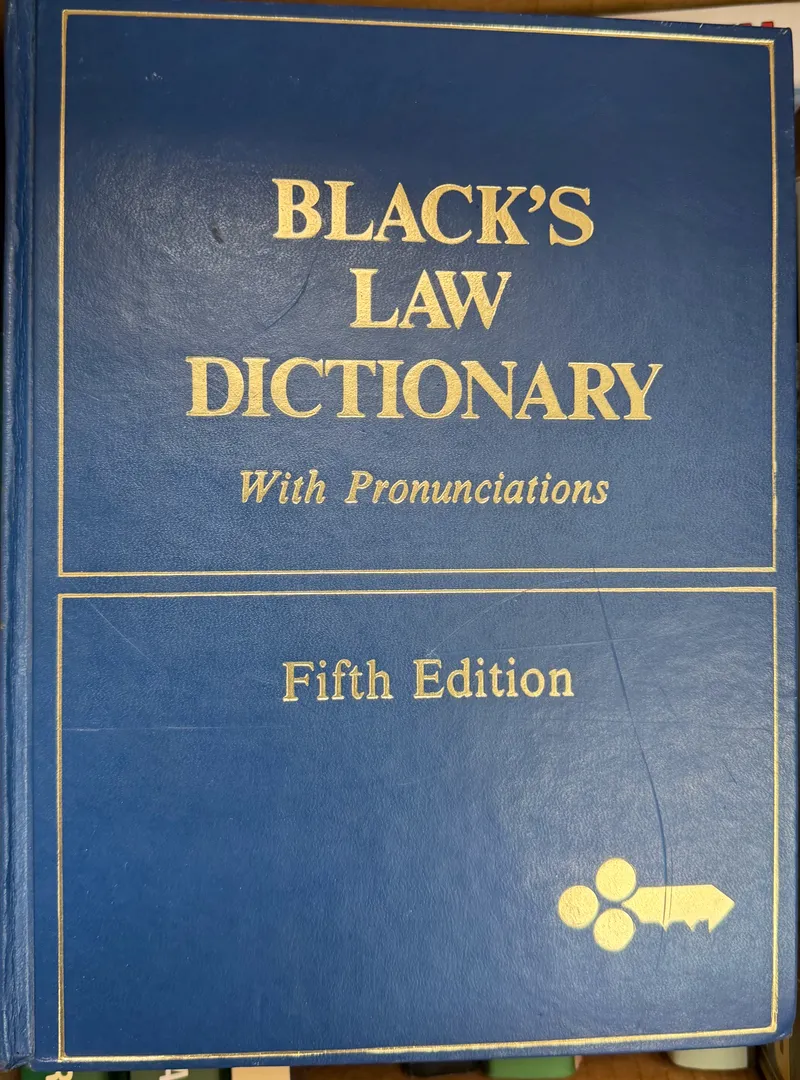 BLACK'S
LAW
DICTIONARY
With Pronunciations
Fifth Edition